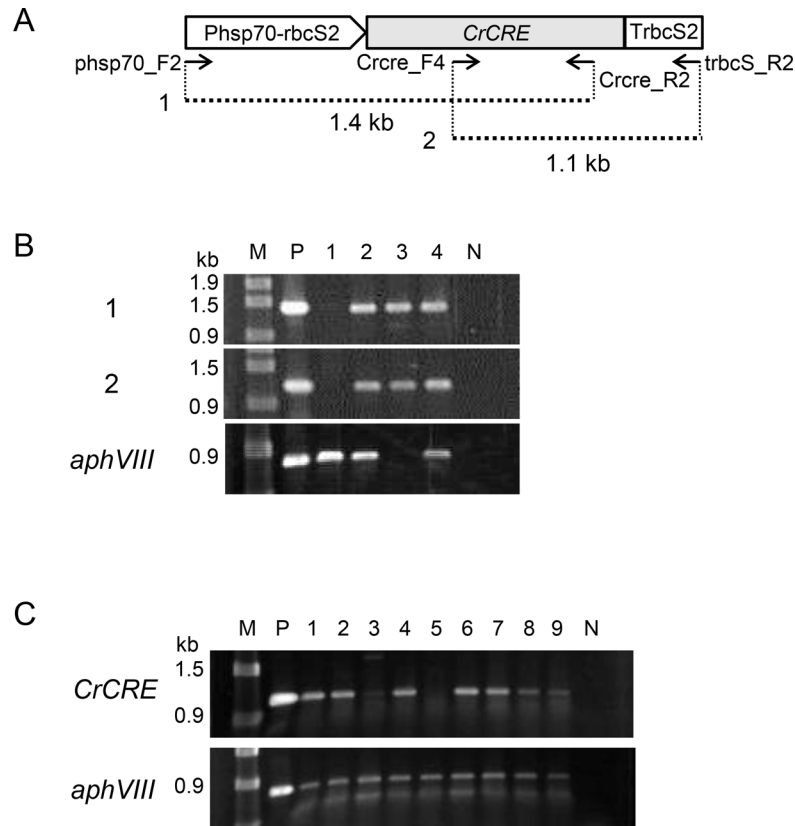 A
Phsp70-rbcS2 CrCRE TrbcS2
phsp70_F2 Crcre_F4 Crcre_R2 trbcS_R2
1
1.4 kb
2
1.1 kb
B
kb M P 1 2 3 4 N
1 1.9
1.5
0.9
2 1.5
0.9
aphVIII 0.9
C
kb M P 1 2 3 4 5 6 7 8 9 N
CrCRE 1.5
0.9
aphVIII 0.9